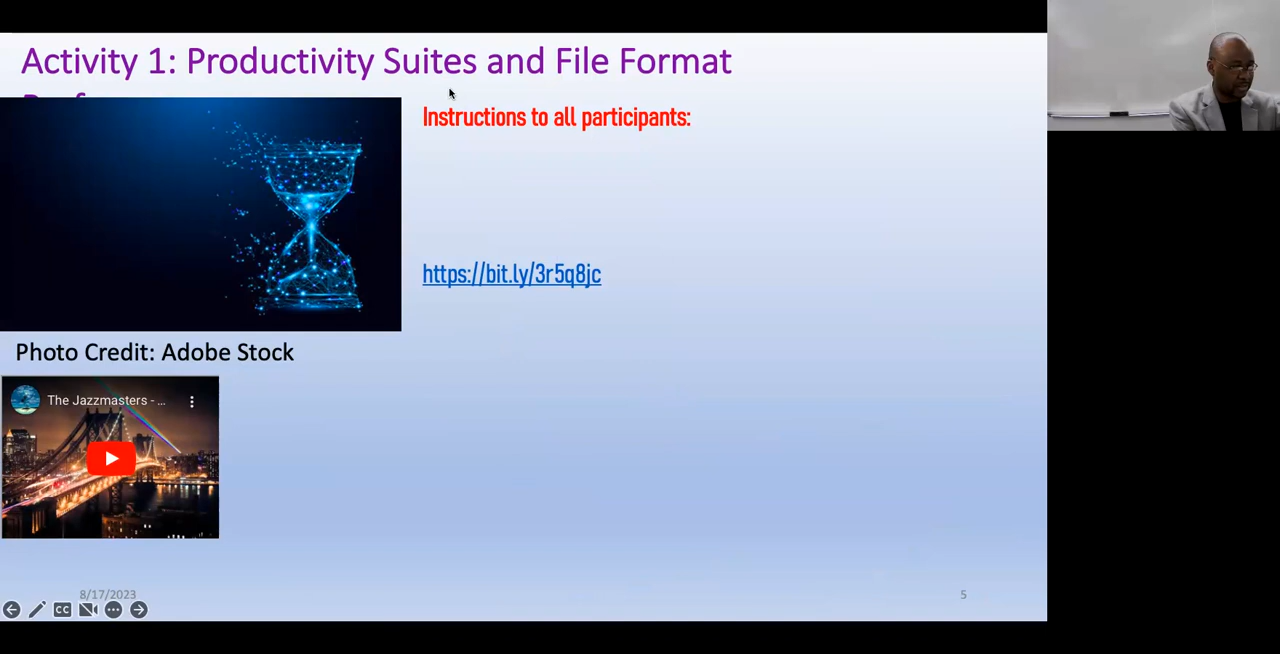 Activity 1: Productivity Suites and File Format
Instructions to all participants:
https://bit.ly/3r5q8jc
Photo Credit: Adobe Stock
The Jazzmasters - ...
8/17/2023
5
CC